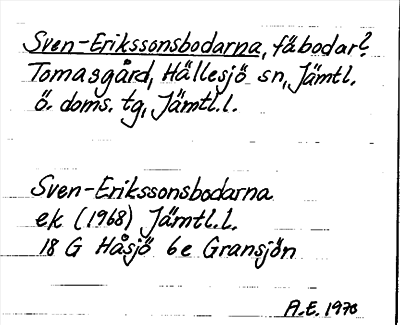 Sven-Erikssonsbodarna, fäbodar?
Tomasgård, Hällesjö sn, Jämtl.
ö. doms. tg, Jämtl.l.
Sven-Erikssonsbodarna
ek (1968) Jämtl.l.
18 G Håsjö 6e Gransjön
A.E. 1970